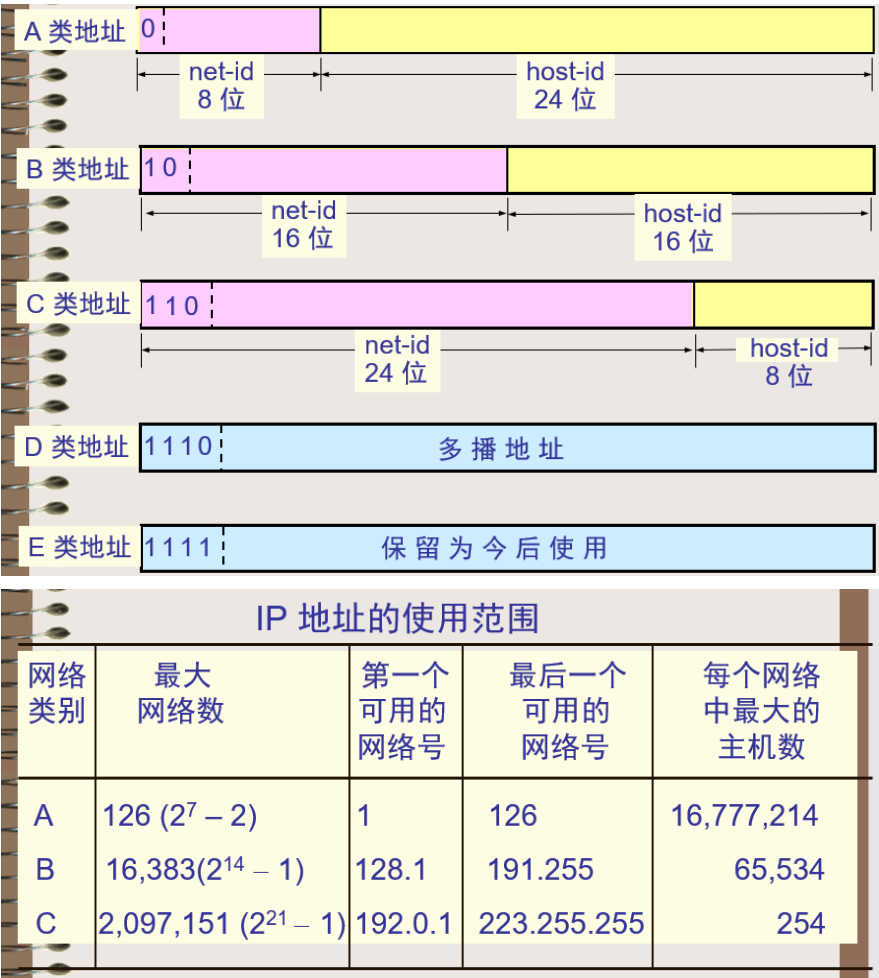 A 类地址 0
net-id
8 位
host-id
24 位
B 类地址 1 0
net-id
16 位
host-id
16 位
C 类地址 1 1 0
net-id
24 位
host-id
8 位
D 类地址 1 1 1 0 多播地址
E 类地址 1 1 1 1 保留为今后使用
IP 地址的使用范围
网络
类别
最大
网络数
第一个
可用的
网络号
最后一个
可用的
网络号
每个网络
中最大的
主机数
A 126 (2⁷ – 2) 1 126 16,777,214
B 16,383(2¹⁴ – 1) 128.1 191.255 65,534
C 2,097,151 (2²¹ – 1) 192.0.1 223.255.255 254